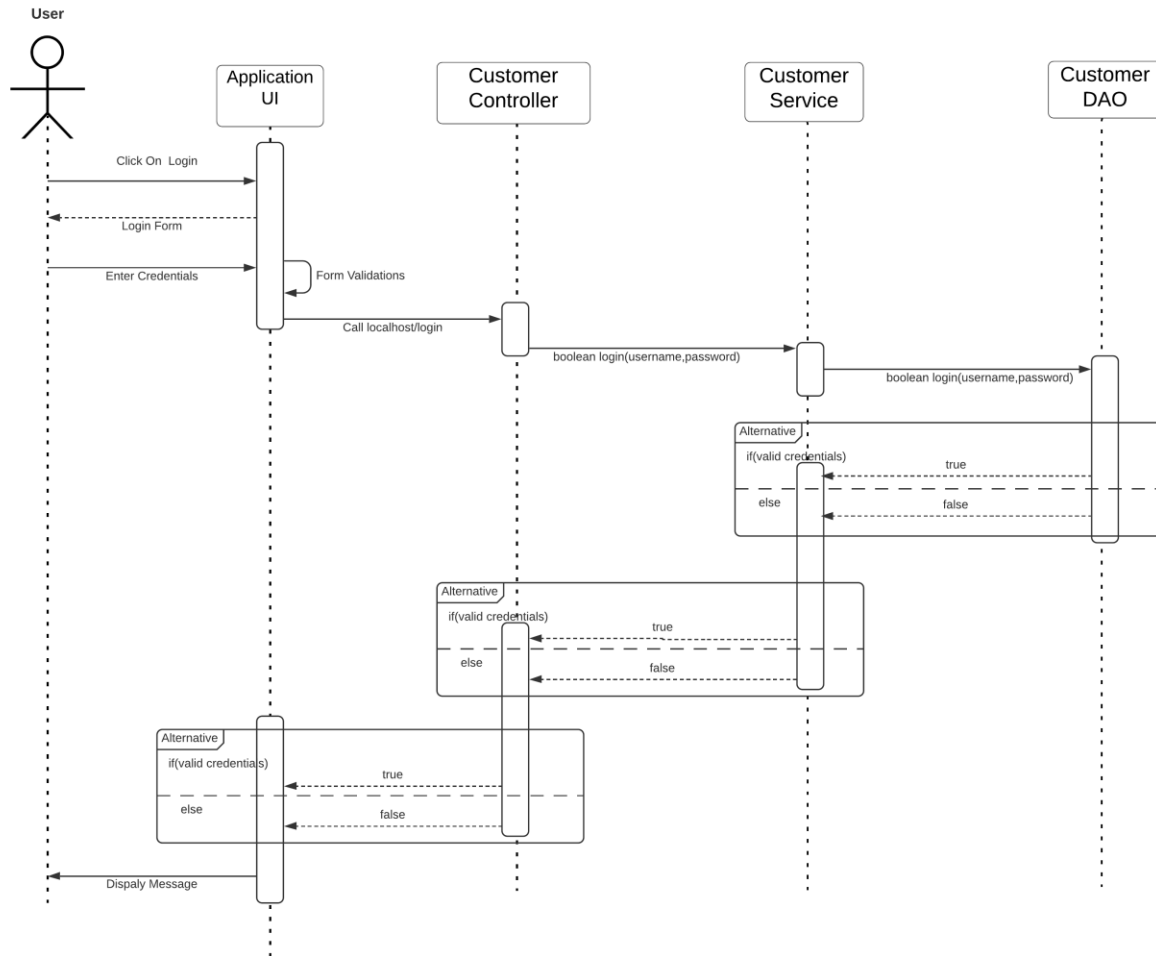 User
Application
UI
Customer
Controller
Customer
Service
Customer
DAO
Click On Login
Login Form
Enter Credentials
Form Validations
Call localhost/login
boolean login(username,password)
boolean login(username,password)
Alternative
if(valid credentials)
true
else
false
Alternative
if(valid credentials)
true
else
false
Alternative
if(valid credentials)
true
else
false
Dispaly Message